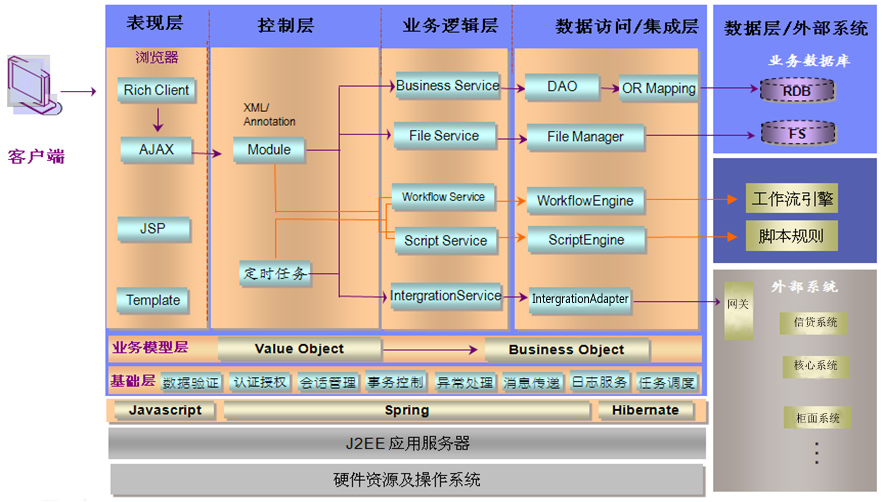 表现层
控制层
业务逻辑层
数据访问/集成层
数据层/外部系统
客户端
浏览器
Rich Client
AJAX
JSP
Template
XML/
Annotation
Module
定时任务
Business Service
File Service
Workflow Service
Script Service
IntergrationService
DAO
OR Mapping
File Manager
WorkflowEngine
ScriptEngine
IntergrationAdapter
业务数据库
RDB
FS
工作流引擎
脚本规则
外部系统
网关
信贷系统
核心系统
柜面系统
业务模型层
Value Object
Business Object
基础层
数据验证
认证授权
会话管理
事务控制
异常处理
消息传递
日志服务
任务调度
Javascript
Spring
Hibernate
J2EE 应用服务器
硬件资源及操作系统